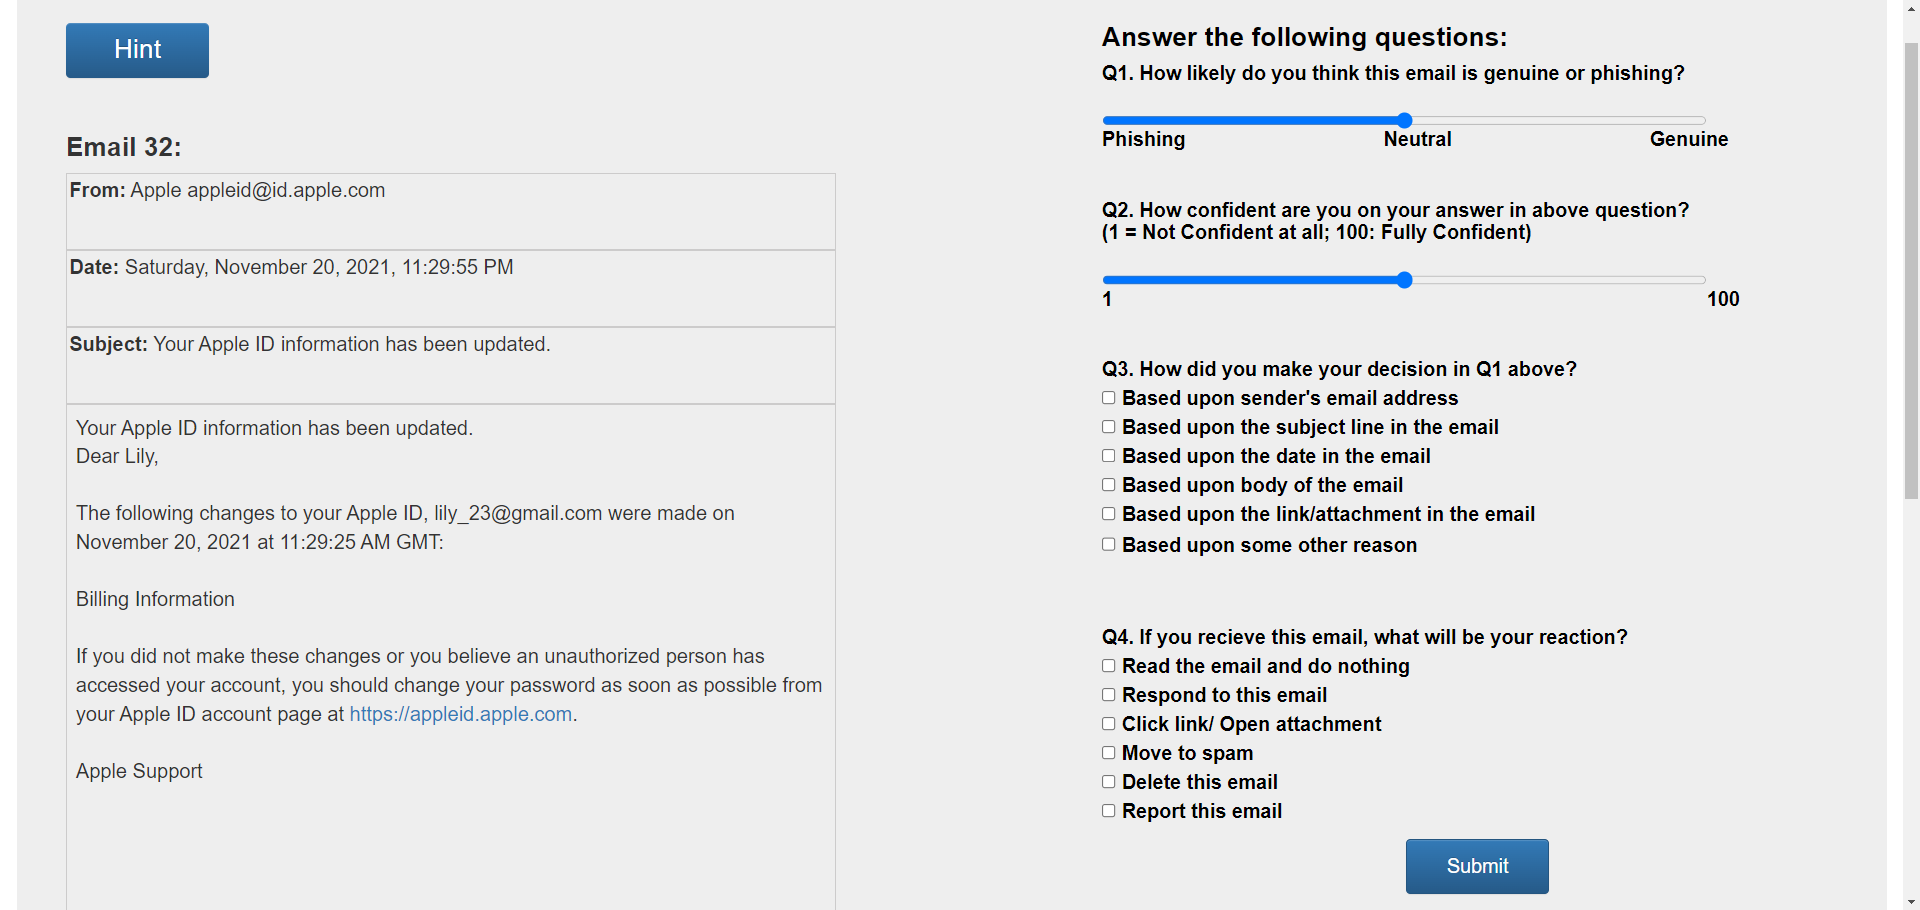 Hint
Email 32:
From: Apple appleid@id.apple.com
Date: Saturday, November 20, 2021, 11:29:55 PM
Subject: Your Apple ID information has been updated.
Your Apple ID information has been updated.
Dear Lily,
The following changes to your Apple ID, lily_23@gmail.com were made on
November 20, 2021 at 11:29:25 AM GMT:
Billing Information
If you did not make these changes or you believe an unauthorized person has
accessed your account, you should change your password as soon as possible from
your Apple ID account page at https://appleid.apple.com.
Apple Support
Answer the following questions:
Q1. How likely do you think this email is genuine or phishing?
Phishing Neutral Genuine
Q2. How confident are you on your answer in above question?
(1 = Not Confident at all; 100: Fully Confident)
1 100
Q3. How did you make your decision in Q1 above?
Based upon sender's email address
Based upon the subject line in the email
Based upon the date in the email
Based upon body of the email
Based upon the link/attachment in the email
Based upon some other reason
Q4. If you recieve this email, what will be your reaction?
Read the email and do nothing
Respond to this email
Click link/ Open attachment
Move to spam
Delete this email
Report this email
Submit